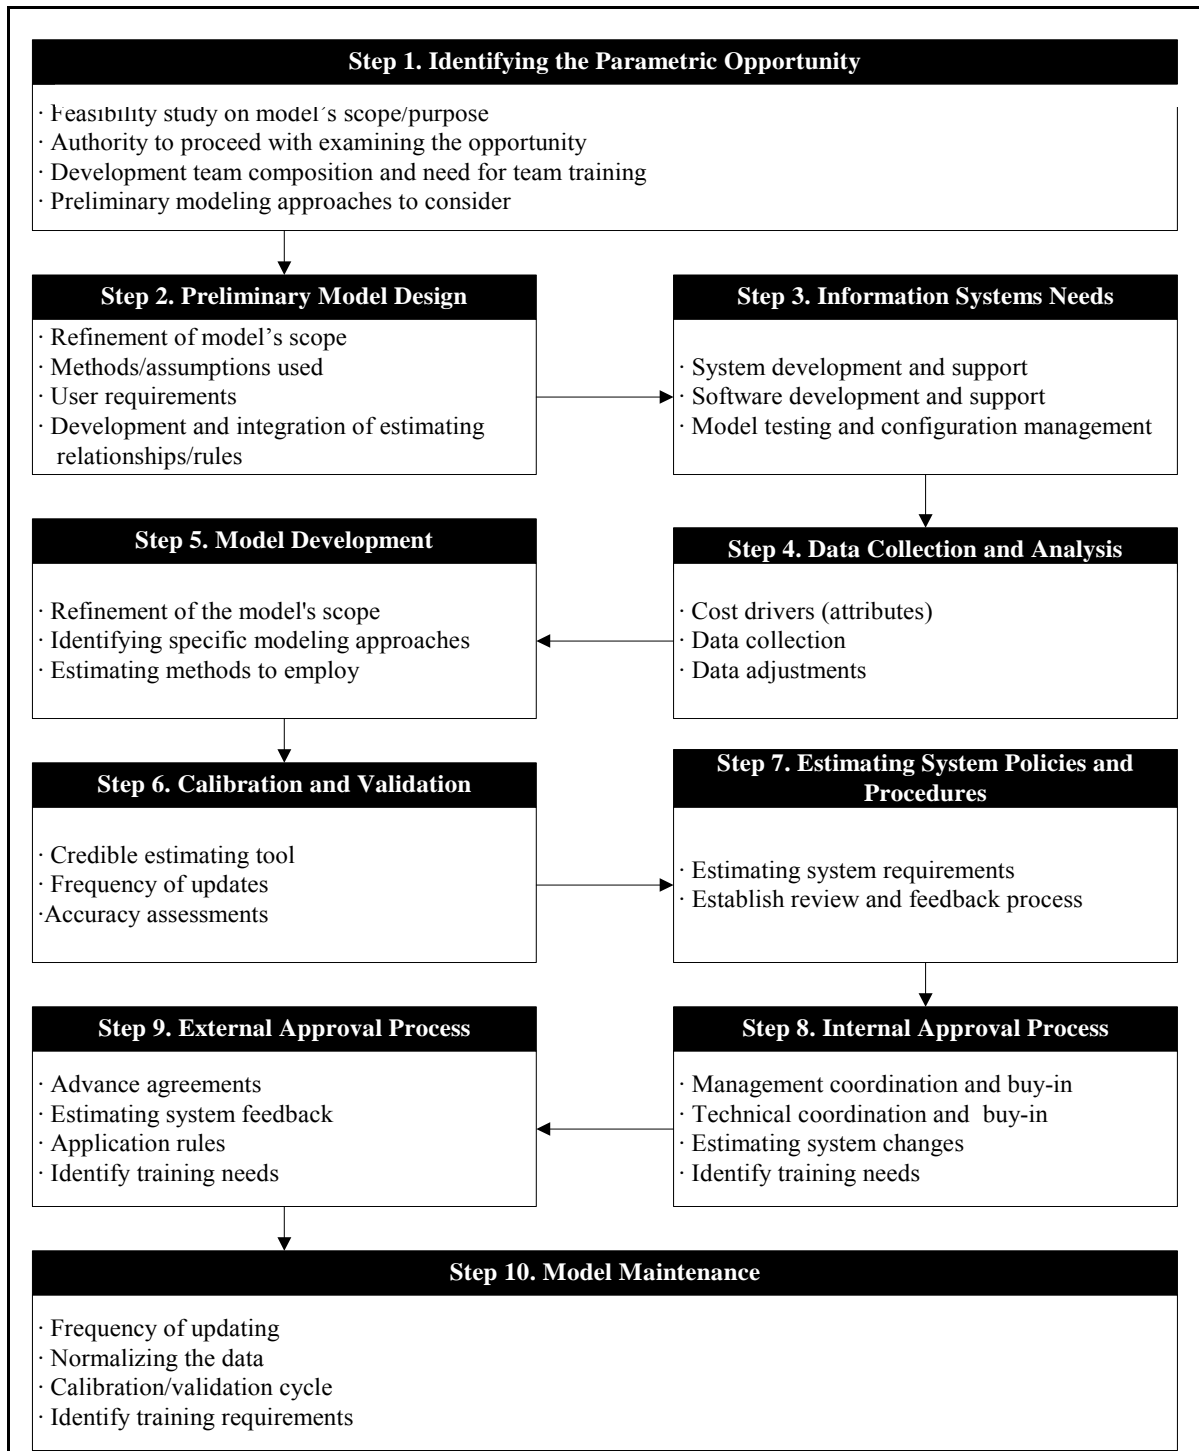 Step 1. Identifying the Parametric Opportunity
· Feasibility study on model's scope/purpose
· Authority to proceed with examining the opportunity
· Development team composition and need for team training
· Preliminary modeling approaches to consider
Step 2. Preliminary Model Design
· Refinement of model’s scope
· Methods/assumptions used
· User requirements
· Development and integration of estimating
relationships/rules
Step 3. Information Systems Needs
· System development and support
· Software development and support
· Model testing and configuration management
Step 4. Data Collection and Analysis
· Cost drivers (attributes)
· Data collection
· Data adjustments
Step 5. Model Development
· Refinement of the model's scope
· Identifying specific modeling approaches
· Estimating methods to employ
Step 6. Calibration and Validation
· Credible estimating tool
· Frequency of updates
·Accuracy assessments
Step 7. Estimating System Policies and
Procedures
· Estimating system requirements
· Establish review and feedback process
Step 8. Internal Approval Process
· Management coordination and buy-in
· Technical coordination and  buy-in
· Estimating system changes
· Identify training needs
Step 9. External Approval Process
· Advance agreements
· Estimating system feedback
· Application rules
· Identify training needs
Step 10. Model Maintenance
· Frequency of updating
· Normalizing the data
· Calibration/validation cycle
· Identify training requirements